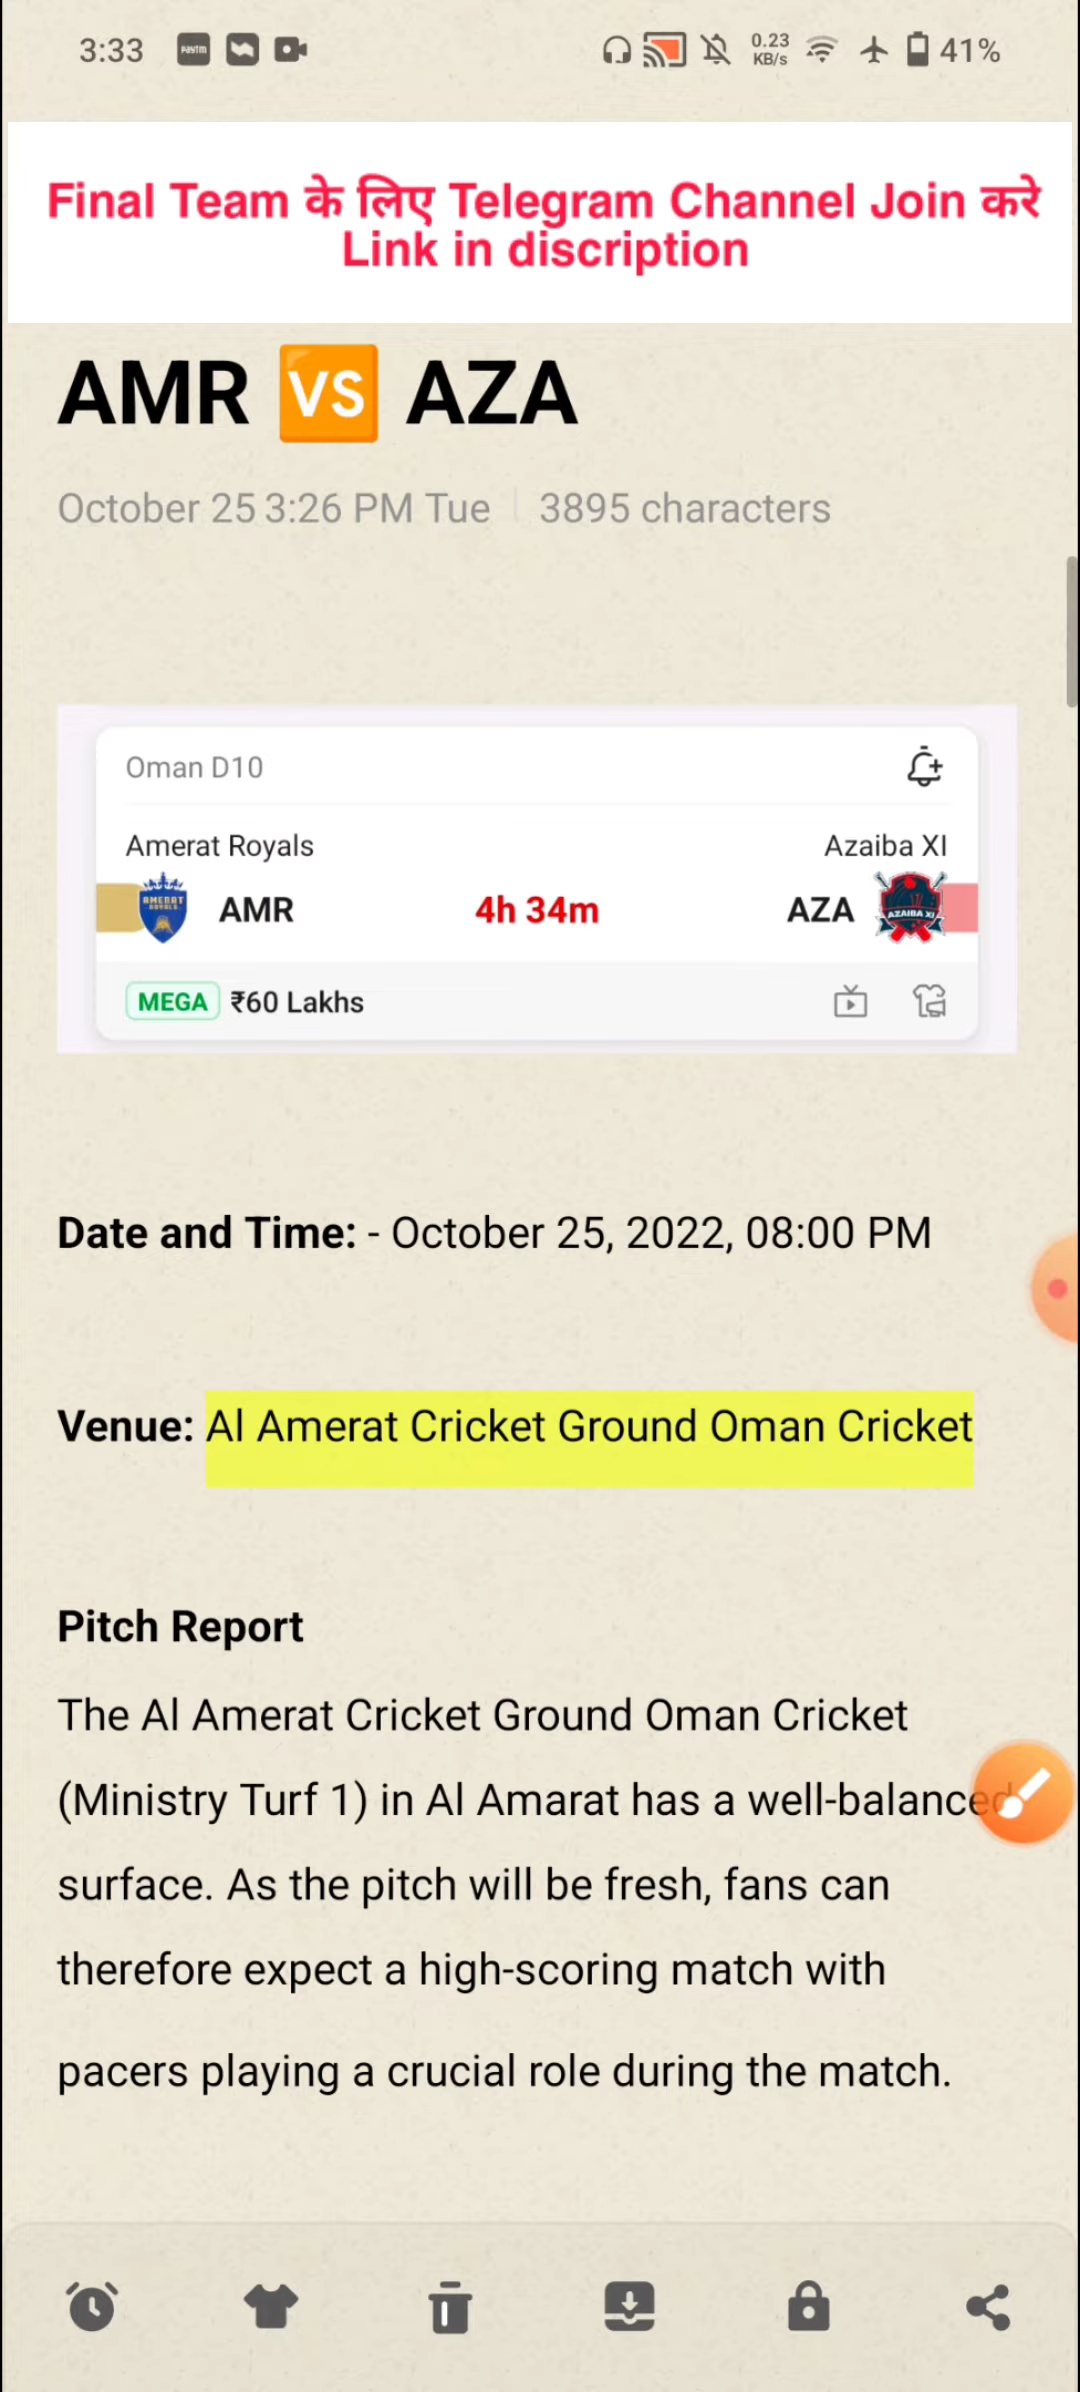 3:33
Paytm
0.23
KB/s
41%
Final Team के लिए Telegram Channel Join करे
Link in discription
AMR VS AZA
October 25 3:26 PM Tue
3895 characters
Oman D10
Amerat Royals
Azaiba XI
AMERAT
ROYALS
AMR
4h 34m
AZA
AZAIBA XI
MEGA
₹60 Lakhs
Date and Time: - October 25, 2022, 08:00 PM
Venue: Al Amerat Cricket Ground Oman Cricket
Pitch Report
The Al Amerat Cricket Ground Oman Cricket
(Ministry Turf 1) in Al Amarat has a well-balanced
surface. As the pitch will be fresh, fans can
therefore expect a high-scoring match with
pacers playing a crucial role during the match.